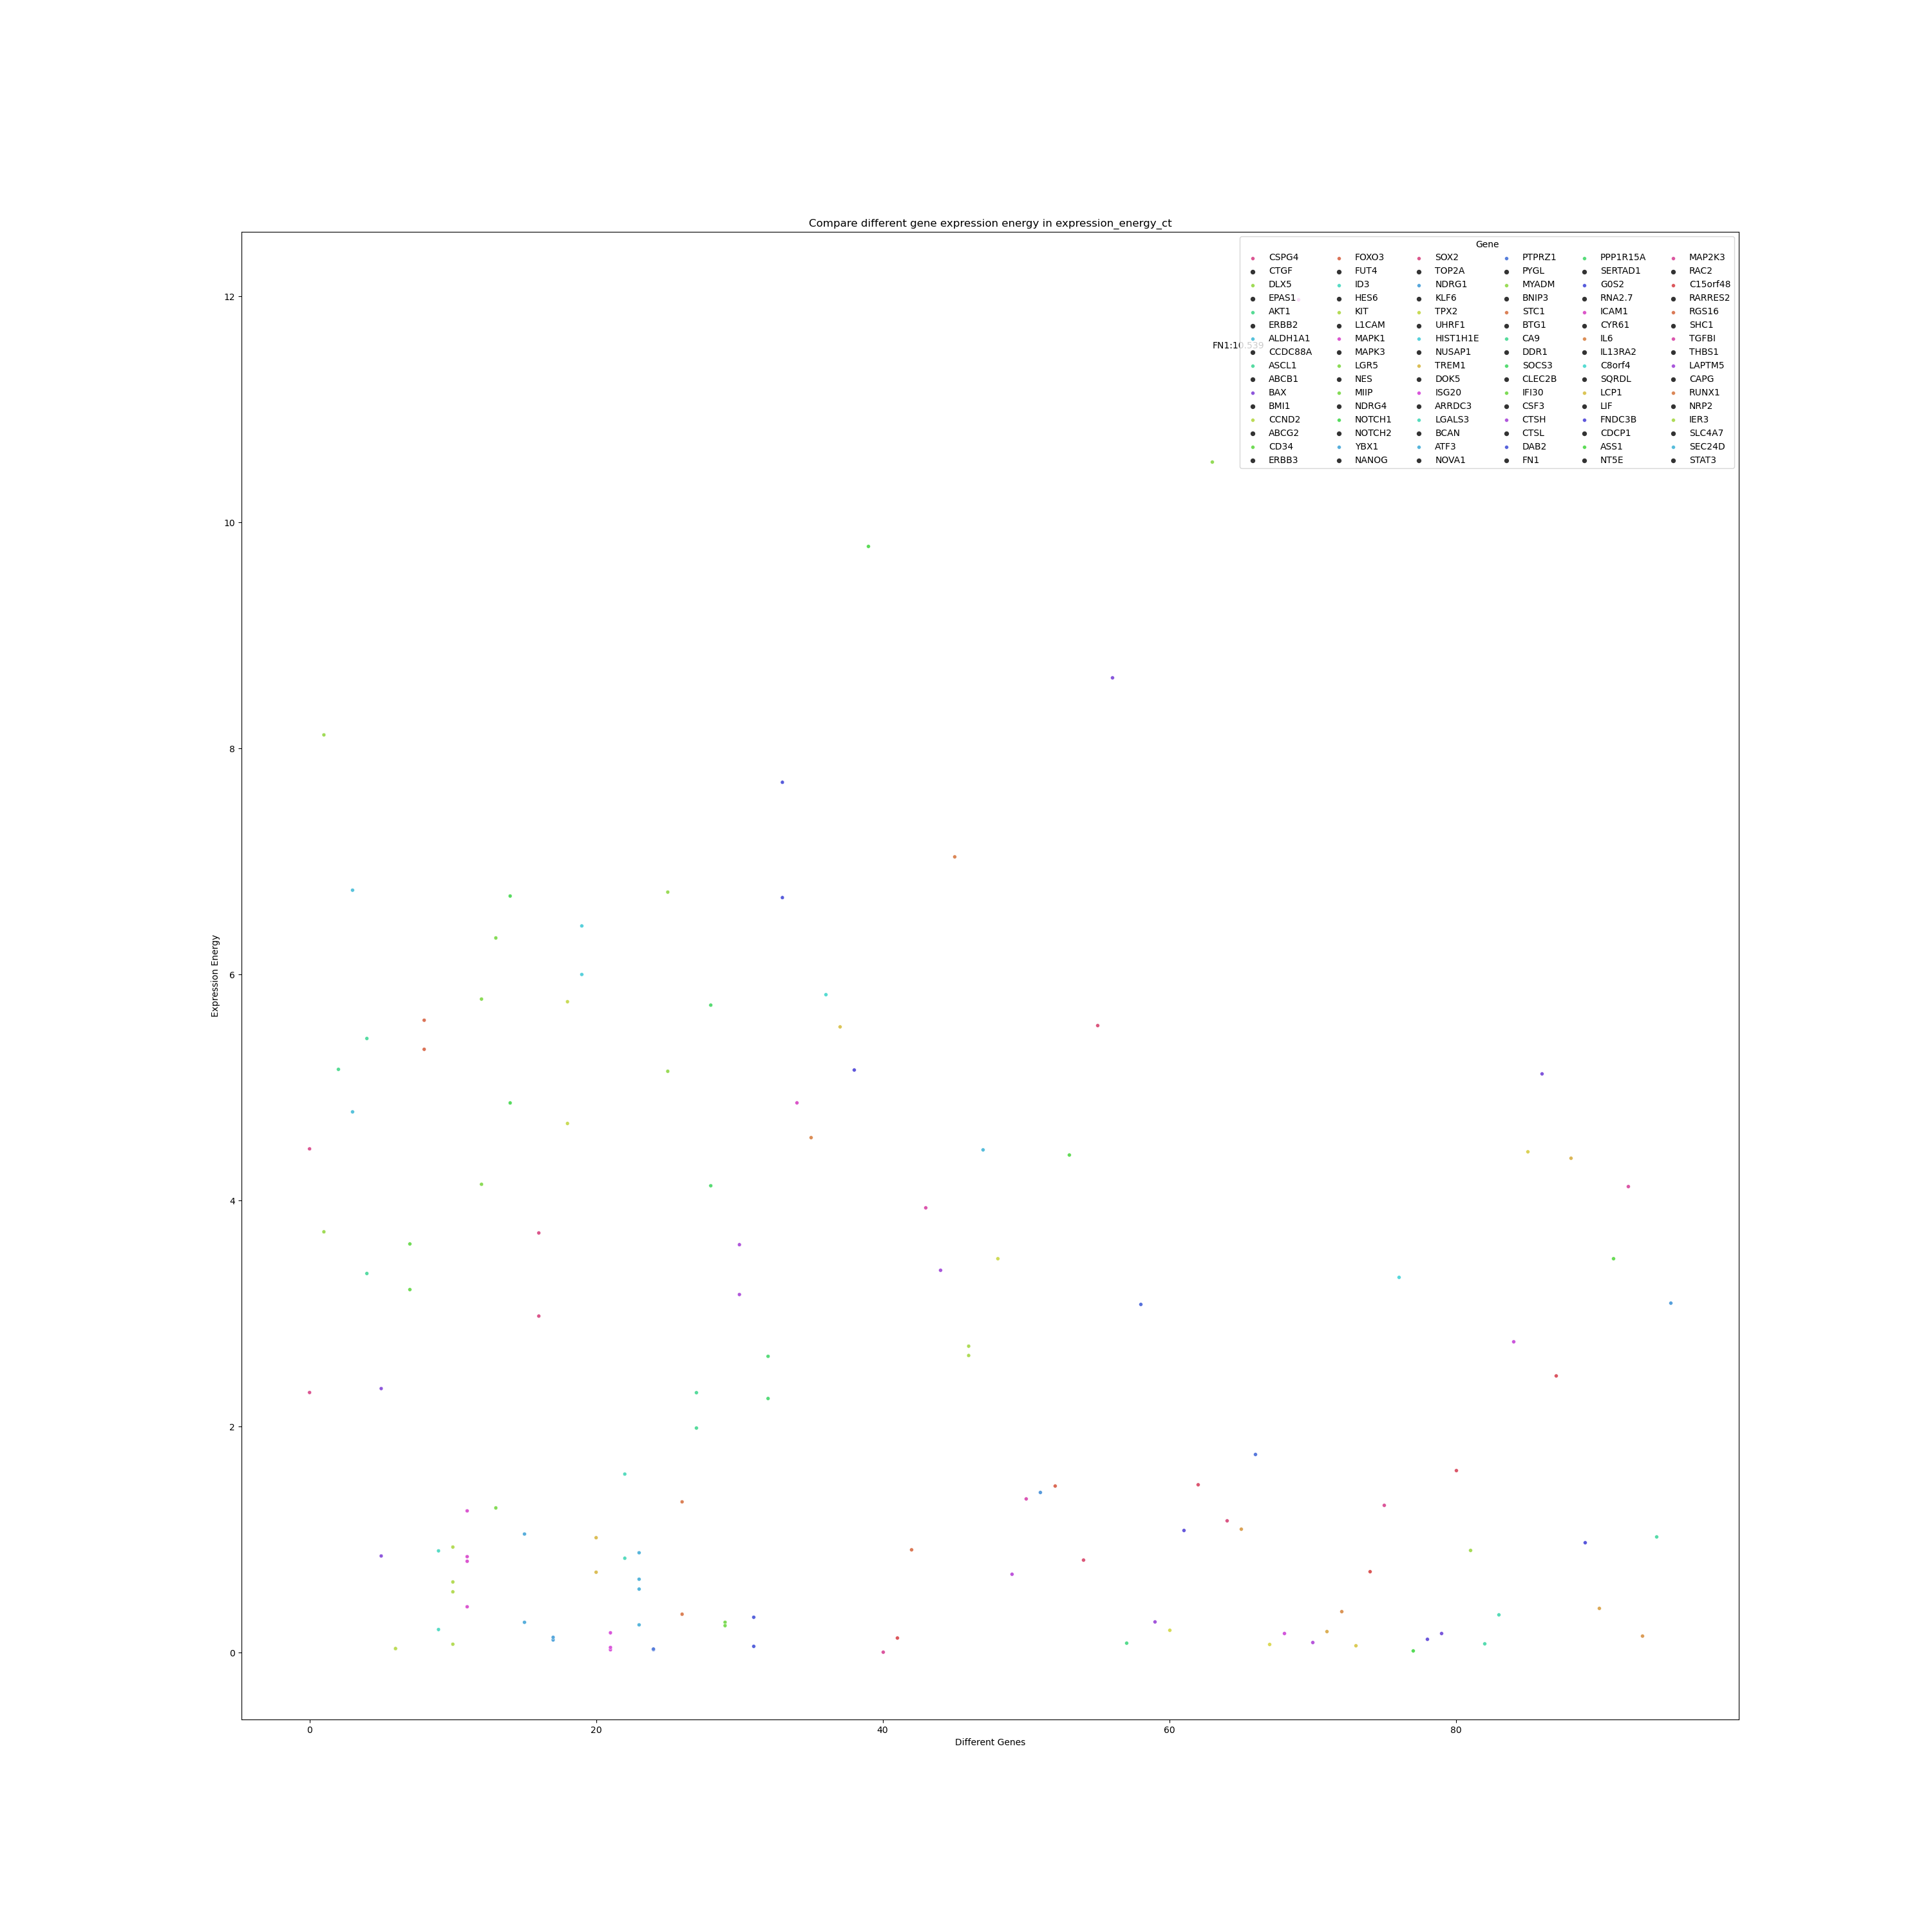 Compare different gene expression energy in expression_energy_ct
Gene
CSPG4 FOXO3 SOX2 PTPRZ1 PPP1R15A MAP2K3
CTGF FUT4 TOP2A PYGL SERTAD1 RAC2
DLX5 ID3 NDRG1 MYADM G0S2 C15orf48
EPAS1 HES6 KLF6 BNIP3 RNA2.7 RARRES2
AKT1 KIT TPX2 STC1 ICAM1 RGS16
ERBB2 L1CAM UHRF1 BTG1 CYR61 SHC1
ALDH1A1 MAPK1 HIST1H1E CA9 IL6 TGFBI
CCDC88A MAPK3 NUSAP1 DDR1 IL13RA2 THBS1
ASCL1 LGR5 TREM1 SOCS3 C8orf4 LAPTM5
ABCB1 NES DOK5 CLEC2B SQRDL CAPG
BAX MIIP ISG20 IFI30 LCP1 RUNX1
BMI1 NDRG4 ARRDC3 CSF3 LIF NRP2
CCND2 NOTCH1 LGALS3 CTSH FNDC3B IER3
ABCG2 NOTCH2 BCAN CTSL CDCP1 SLC4A7
CD34 YBX1 ATF3 DAB2 ASS1 SEC24D
ERBB3 NANOG NOVA1 FN1 NT5E STAT3
FN1:10.539
12
10
8
6
4
2
0
Expression Energy
0 20 40 60 80
Different Genes